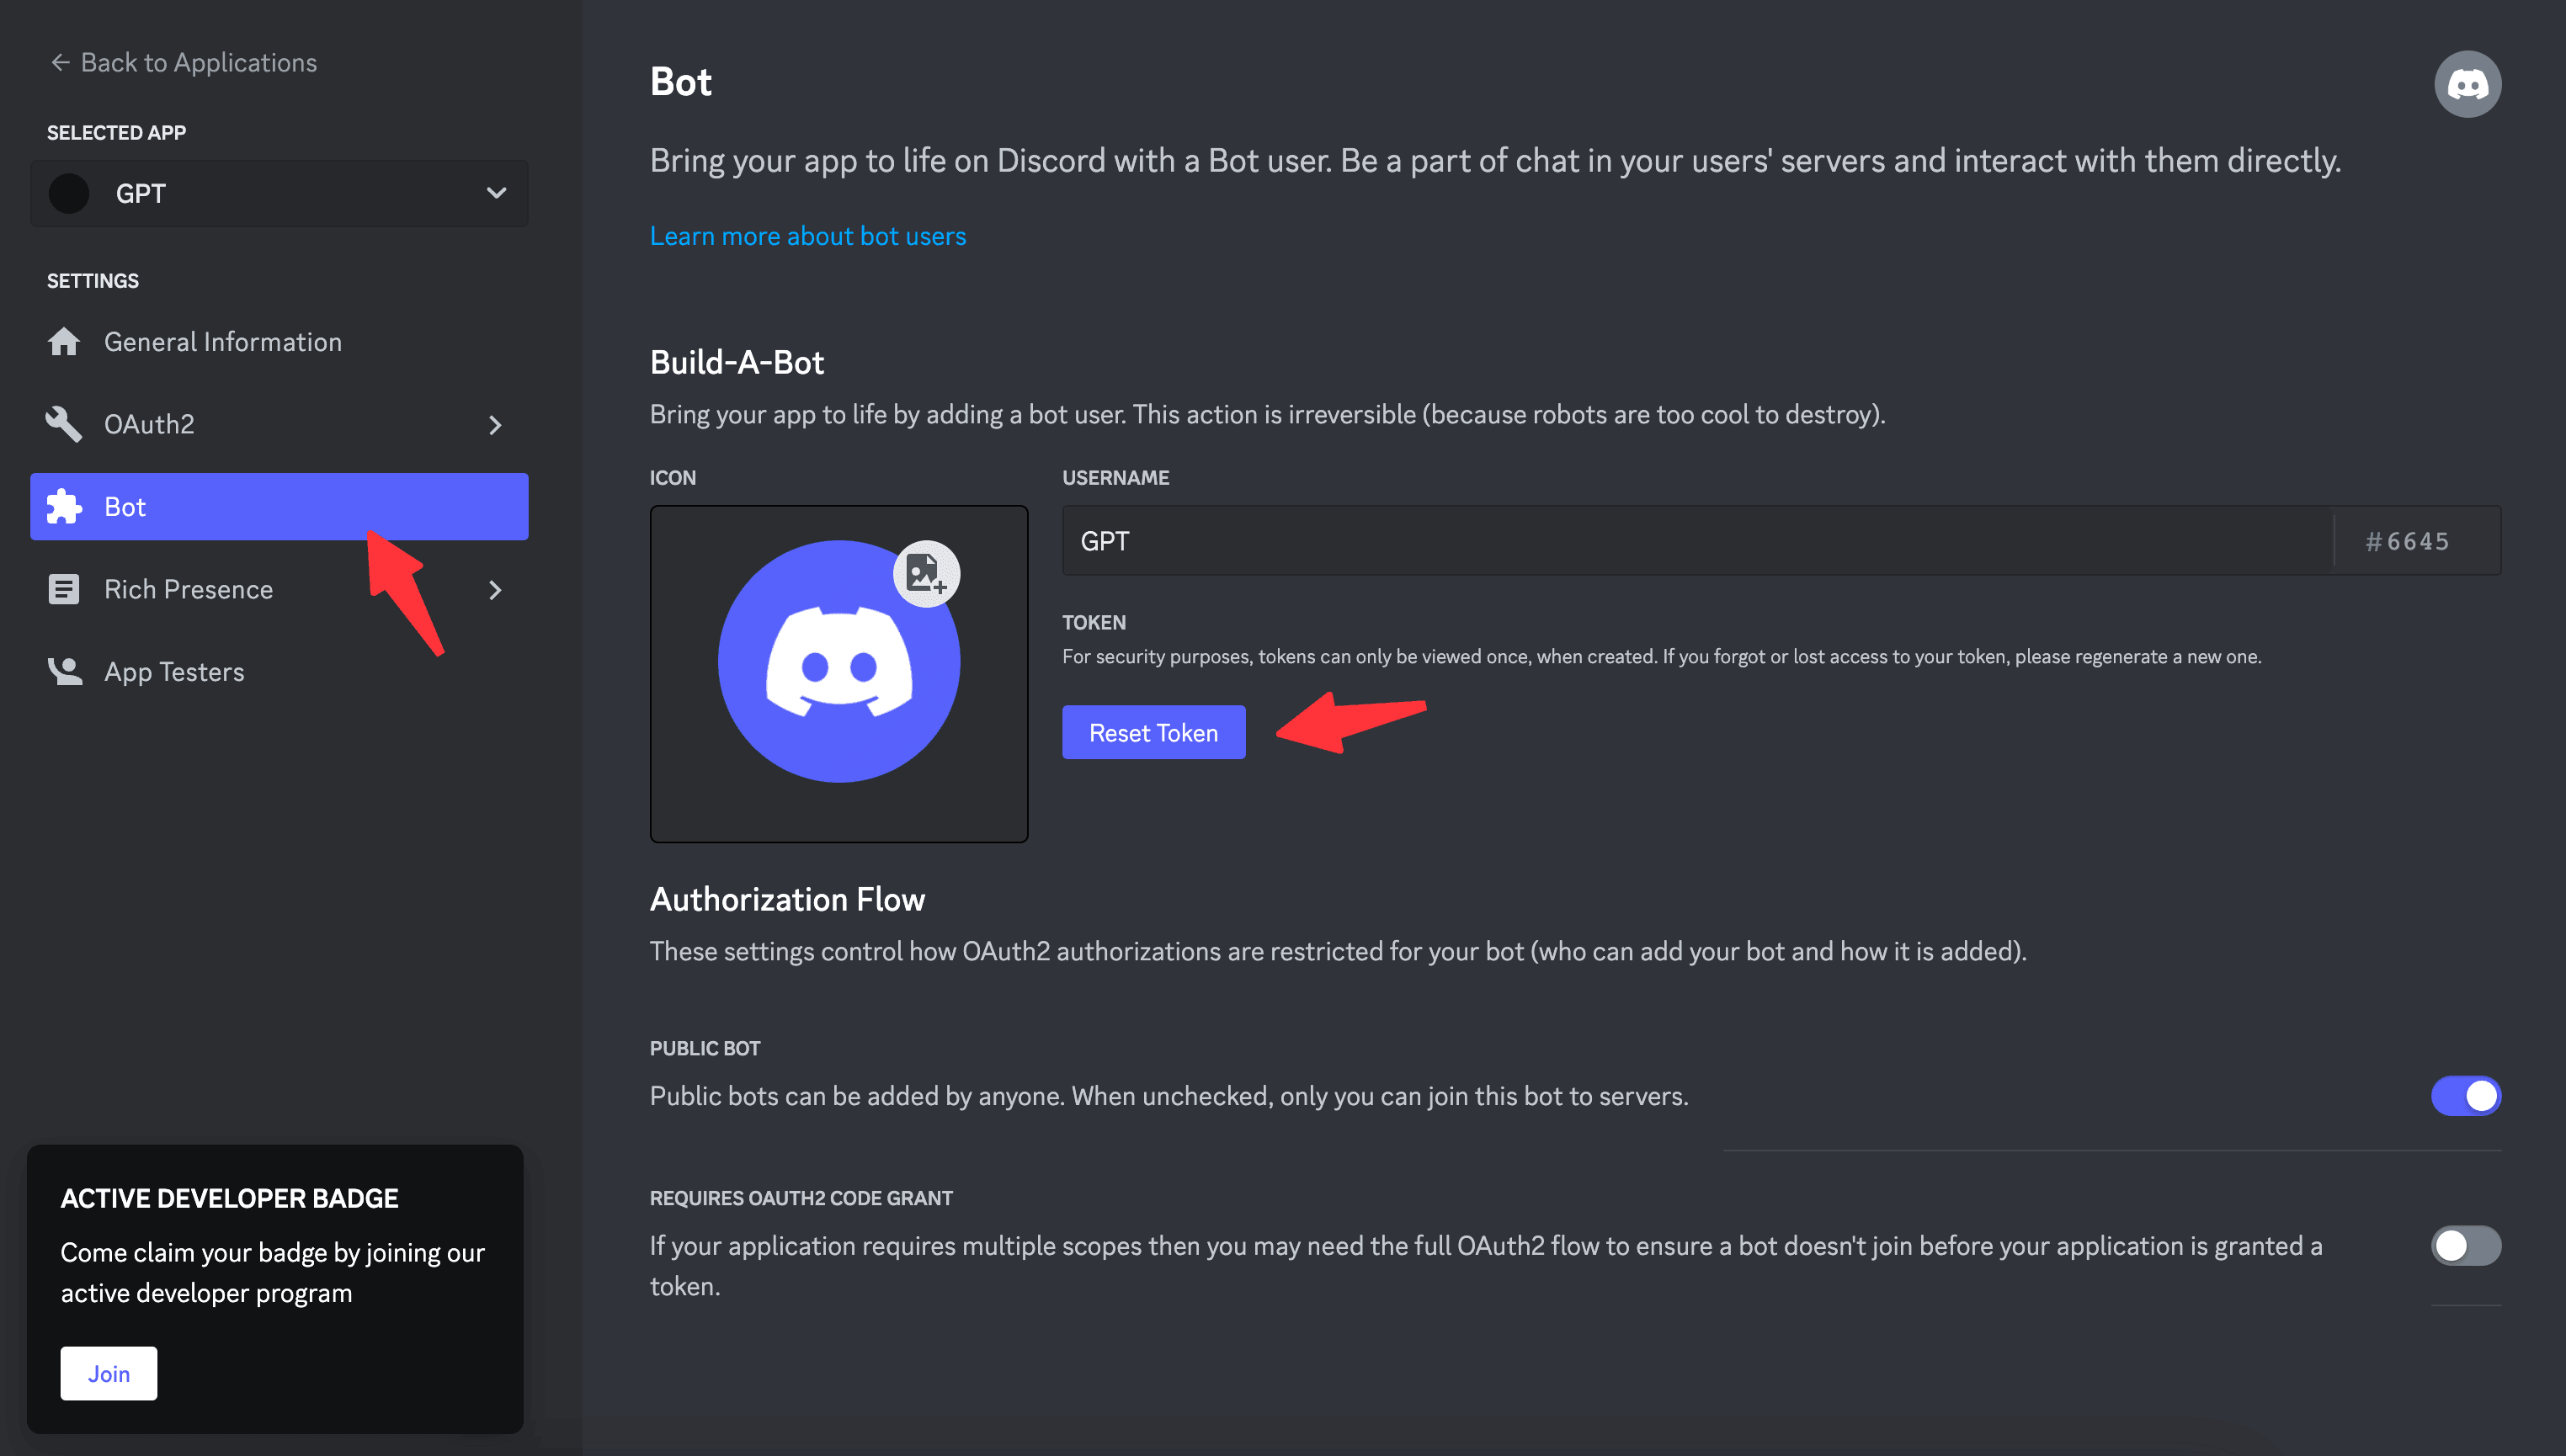 ← Back to Applications
SELECTED APP
GPT
SETTINGS
General Information
OAuth2
Bot
Rich Presence
App Testers
ACTIVE DEVELOPER BADGE
Come claim your badge by joining our
active developer program
Join
Bot
Bring your app to life on Discord with a Bot user. Be a part of chat in your users' servers and interact with them directly.
Learn more about bot users
Build-A-Bot
Bring your app to life by adding a bot user. This action is irreversible (because robots are too cool to destroy).
ICON
USERNAME
GPT #6645
TOKEN
For security purposes, tokens can only be viewed once, when created. If you forgot or lost access to your token, please regenerate a new one.
Reset Token
Authorization Flow
These settings control how OAuth2 authorizations are restricted for your bot (who can add your bot and how it is added).
PUBLIC BOT
Public bots can be added by anyone. When unchecked, only you can join this bot to servers.
REQUIRES OAUTH2 CODE GRANT
If your application requires multiple scopes then you may need the full OAuth2 flow to ensure a bot doesn't join before your application is granted a
token.